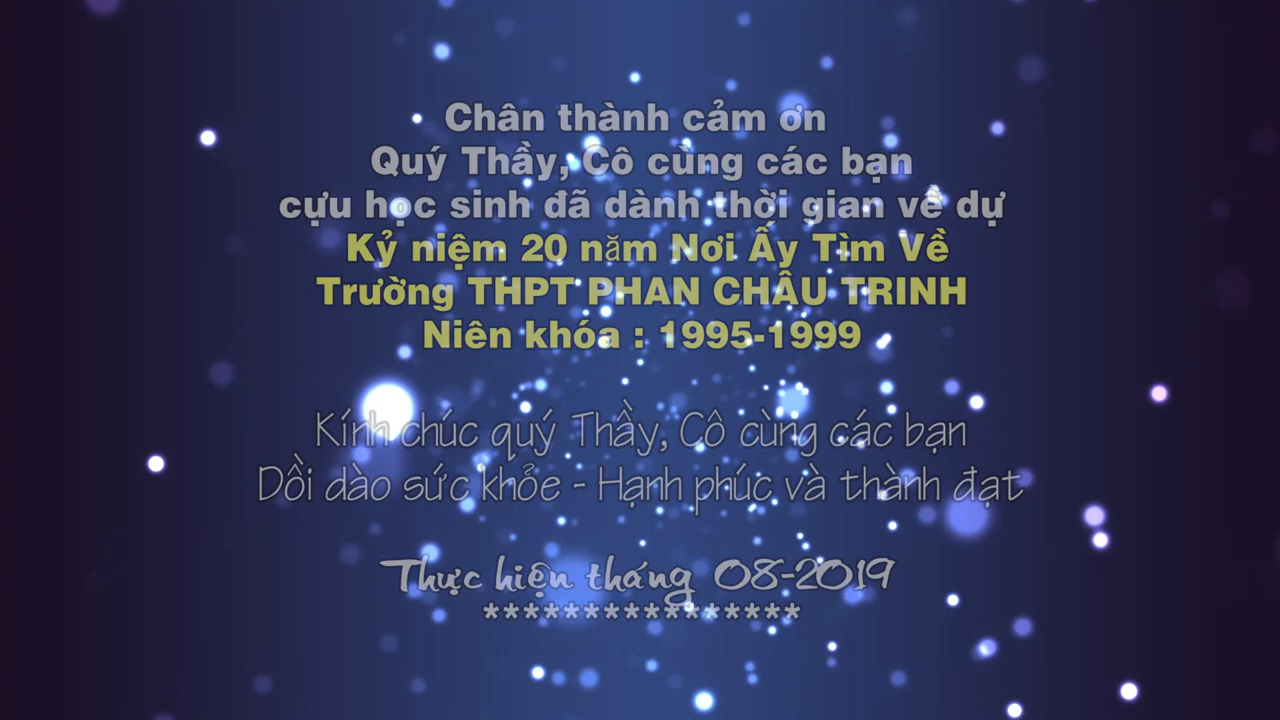 Chân thành cảm ơn
Quý Thầy, Cô cùng các bạn
cựu học sinh đã dành thời gian về dự
Kỷ niệm 20 năm Nơi Ấy Tìm Về
Trường THPT PHAN CHÂU TRINH
Niên khóa : 1995-1999
Kính chúc quý Thầy, Cô cùng các bạn
Dồi dào sức khỏe - Hạnh phúc và thành đạt
Thực hiện tháng 08-2019
****************